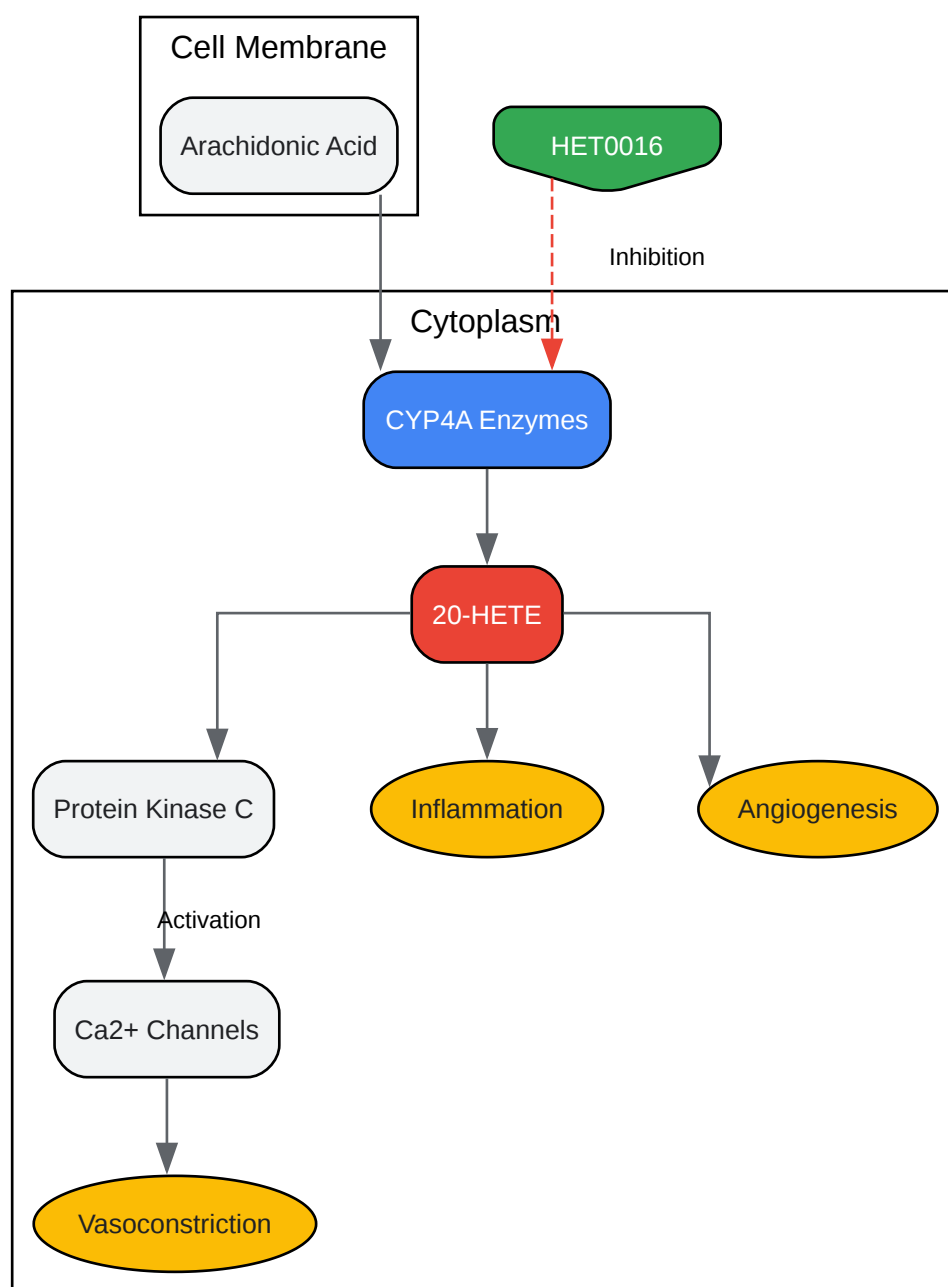 Cell Membrane
Arachidonic Acid
HET0016
Inhibition
Cytoplasm
CYP4A Enzymes
20-HETE
Protein Kinase C
Inflammation
Angiogenesis
Activation
Ca2+ Channels
Vasoconstriction